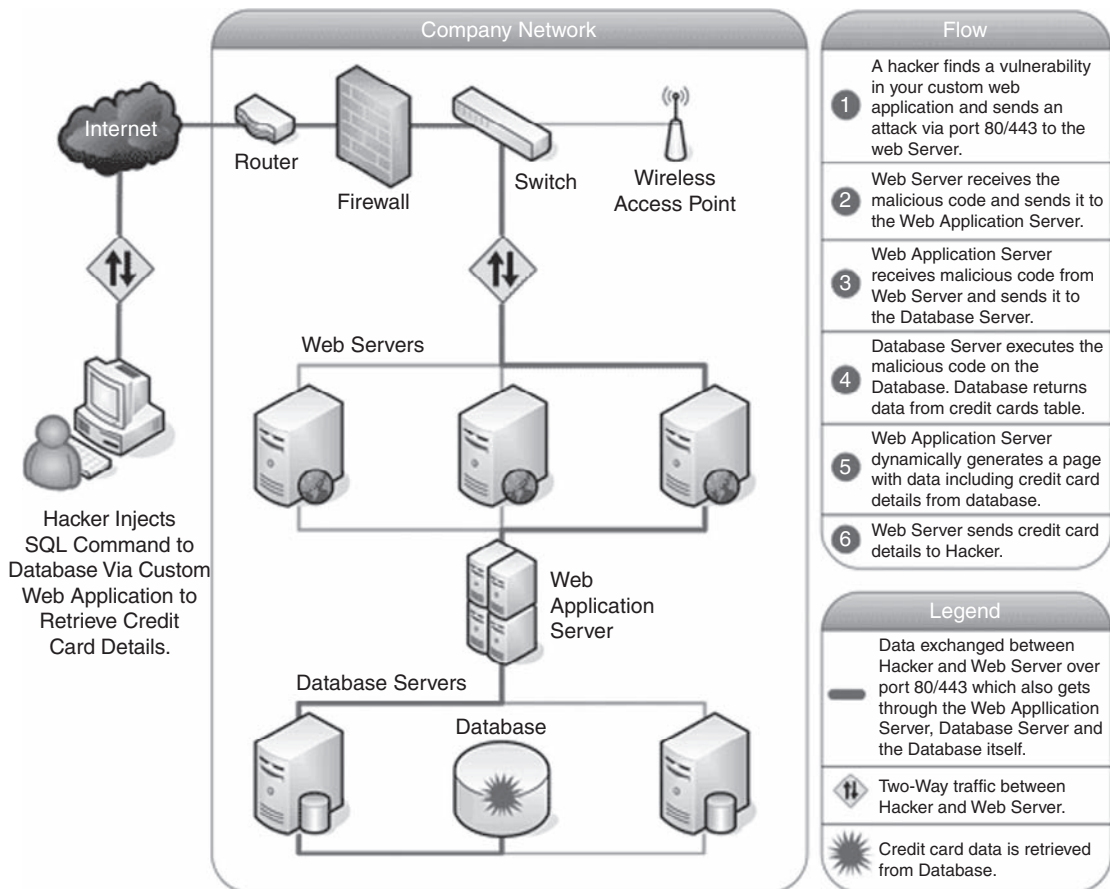 Company Network
Internet
Router
Firewall
Switch
Wireless
Access Point
Web Servers
Hacker Injects
SQL Command to
Database Via Custom
Web Application to
Retrieve Credit
Card Details.
Web
Application
Server
Database Servers
Database
Flow
1
A hacker finds a vulnerability
in your custom web
application and sends an
attack via port 80/443 to the
web Server.
2
Web Server receives the
malicious code and sends it to
the Web Application Server.
3
Web Application Server
receives malicious code from
Web Server and sends it to
the Database Server.
4
Database Server executes the
malicious code on the
Database. Database returns
data from credit cards table.
5
Web Application Server
dynamically generates a page
with data including credit card
details from database.
6
Web Server sends credit card
details to Hacker.
Legend
Data exchanged between
Hacker and Web Server over
port 80/443 which also gets
through the Web Appllication
Server, Database Server and
the Database itself.
Two-Way traffic between
Hacker and Web Server.
Credit card data is retrieved
from Database.